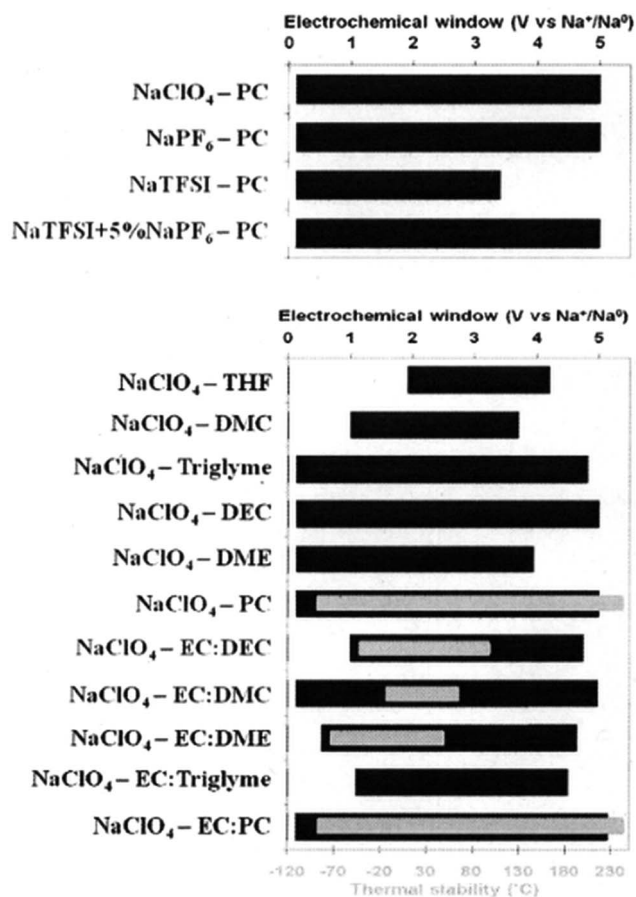 Electrochemical window (V vs Na⁺/Na⁰)
0 1 2 3 4 5
NaClO₄ – PC
NaPF₆ – PC
NaTFSI – PC
NaTFSI+5%NaPF₆ – PC
Electrochemical window (V vs Na⁺/Na⁰)
0 1 2 3 4 5
NaClO₄ – THF
NaClO₄ – DMC
NaClO₄ – Triglyme
NaClO₄ – DEC
NaClO₄ – DME
NaClO₄ – PC
NaClO₄ – EC:DEC
NaClO₄ – EC:DMC
NaClO₄ – EC:DME
NaClO₄ – EC:Triglyme
NaClO₄ – EC:PC
-120 -70 -20 30 80 130 180 230
Thermal stability (°C)